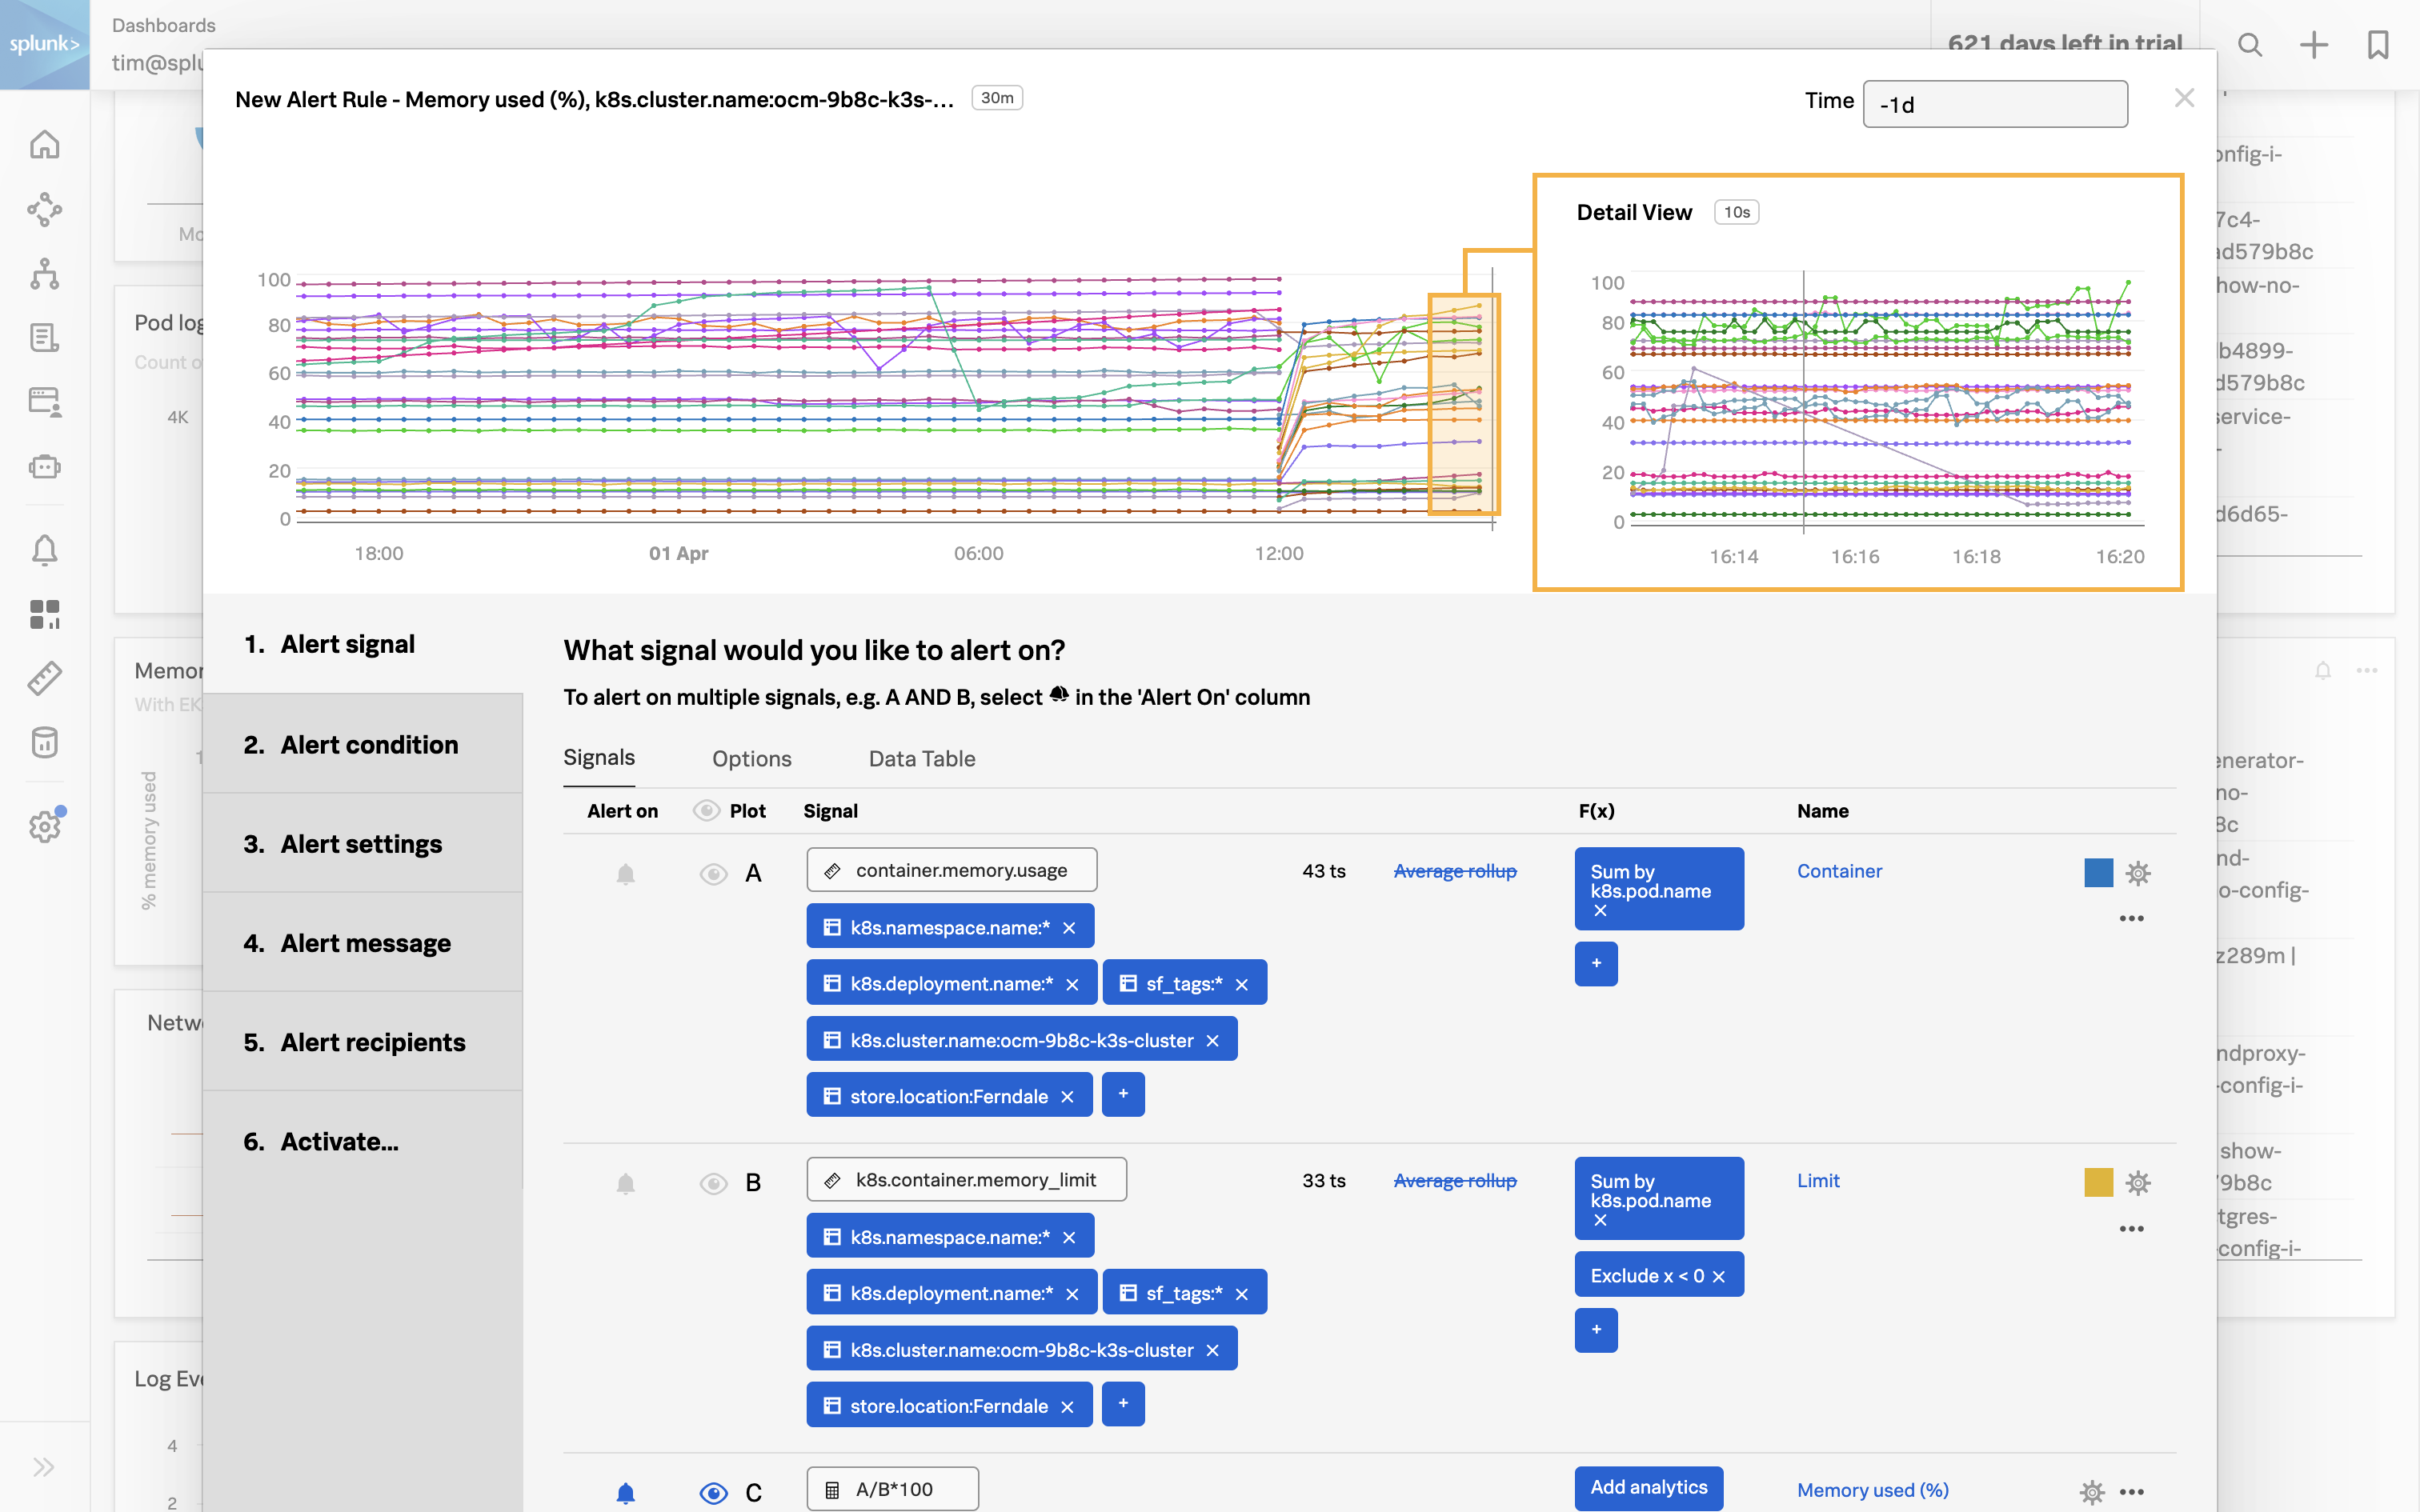 splunk>
Dashboards
621 days left in trial
tim@splu
New Alert Rule - Memory used (%), k8s.cluster.name:ocm-9b8c-k3s-...
30m
Time
-1d
Detail View
10s
100
80
60
40
20
0
18:00
01 Apr
06:00
12:00
100
80
60
40
20
0
16:14
16:16
16:18
16:20
Mo
Pod log
Count o
4K
Memor
With EK
1
% memory used
Netwo
Log Eve
4
2
onfig-i-
7c4-
ad579b8c
how-no-
b4899-
d579b8c
service-
-
d6d65-
enerator-
no-
8c
nd-
o-config-
z289m |
ndproxy-
-config-i-
show-
79b8c
tgres-
config-i-
1. Alert signal
2. Alert condition
3. Alert settings
4. Alert message
5. Alert recipients
6. Activate...
What signal would you like to alert on?
To alert on multiple signals, e.g. A AND B, select in the 'Alert On' column
Signals
Options
Data Table
Alert on
Plot
Signal
F(x)
Name
A
container.memory.usage
43 ts
Average rollup
Sum by
k8s.pod.name
×
Container
k8s.namespace.name:* ×
k8s.deployment.name:* ×
sf_tags:* ×
+
k8s.cluster.name:ocm-9b8c-k3s-cluster ×
store.location:Ferndale ×
+
B
k8s.container.memory_limit
33 ts
Average rollup
Sum by
k8s.pod.name
×
Limit
k8s.namespace.name:* ×
Exclude x < 0 ×
k8s.deployment.name:* ×
sf_tags:* ×
+
k8s.cluster.name:ocm-9b8c-k3s-cluster ×
store.location:Ferndale ×
+
C
A/B*100
Add analytics
Memory used (%)